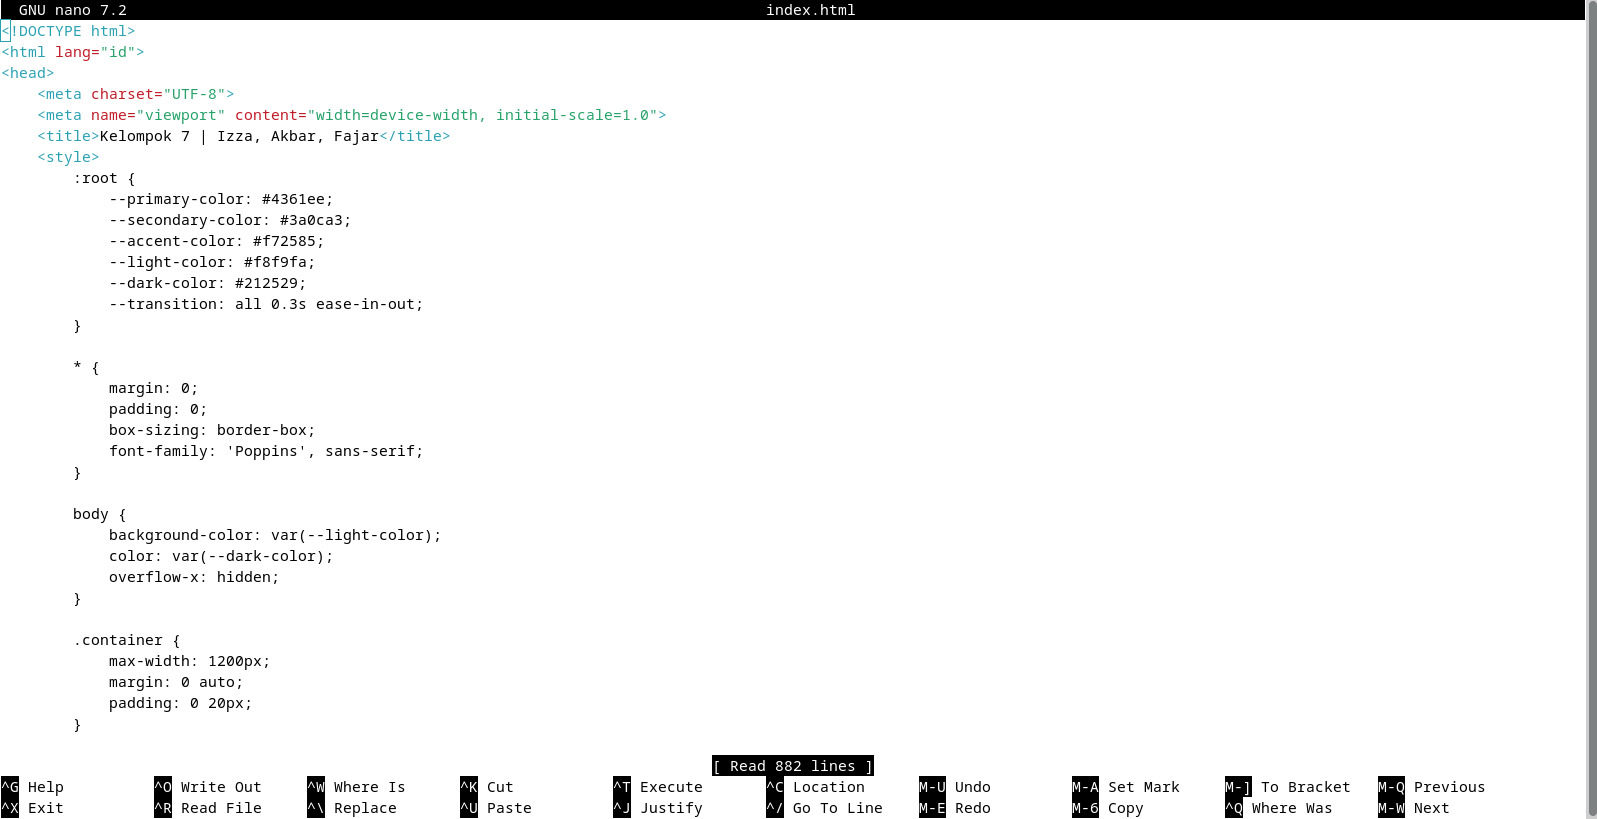 GNU nano 7.2 index.html
<!DOCTYPE html>
<html lang="id">
<head>
    <meta charset="UTF-8">
    <meta name="viewport" content="width=device-width, initial-scale=1.0">
    <title>Kelompok 7 | Izza, Akbar, Fajar</title>
    <style>
        :root {
            --primary-color: #4361ee;
            --secondary-color: #3a0ca3;
            --accent-color: #f72585;
            --light-color: #f8f9fa;
            --dark-color: #212529;
            --transition: all 0.3s ease-in-out;
        }

        * {
            margin: 0;
            padding: 0;
            box-sizing: border-box;
            font-family: 'Poppins', sans-serif;
        }

        body {
            background-color: var(--light-color);
            color: var(--dark-color);
            overflow-x: hidden;
        }

        .container {
            max-width: 1200px;
            margin: 0 auto;
            padding: 0 20px;
        }

[ Read 882 lines ]
^G Help ^O Write Out ^W Where Is ^K Cut ^T Execute ^C Location M-U Undo M-A Set Mark M-] To Bracket M-Q Previous
^X Exit ^R Read File ^\ Replace ^U Paste ^J Justify ^/ Go To Line M-E Redo M-6 Copy ^Q Where Was M-W Next